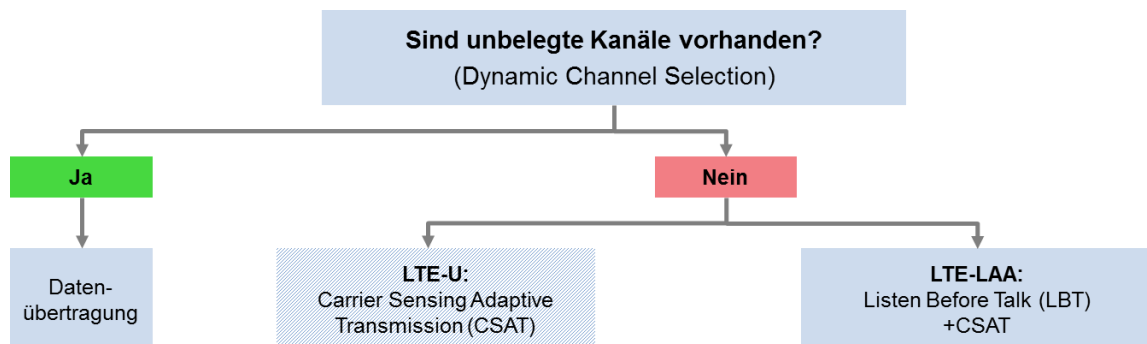 Sind unbelegte Kanäle vorhanden?
(Dynamic Channel Selection)
Ja
Nein
Daten-
übertragung
LTE-U:
Carrier Sensing Adaptive
Transmission (CSAT)
LTE-LAA:
Listen Before Talk (LBT)
+CSAT